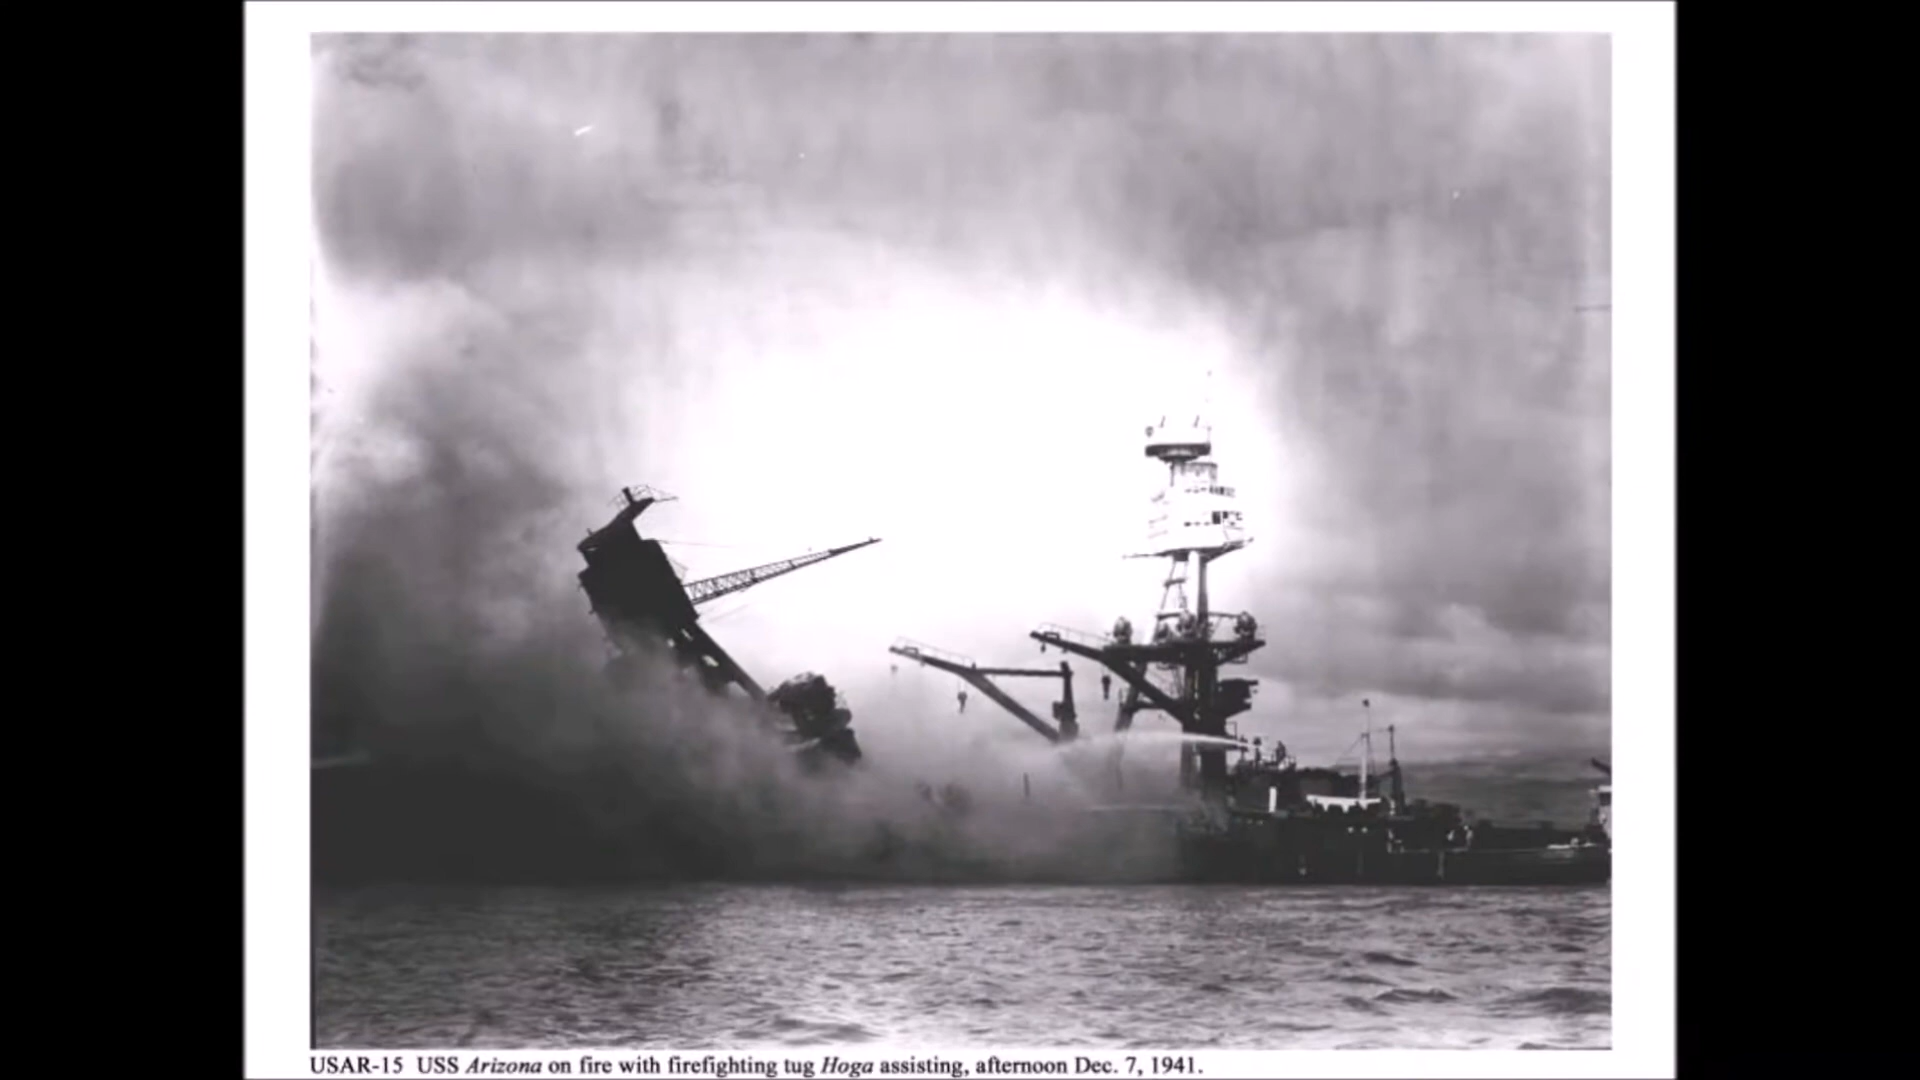 USAR-15 USS Arizona on fire with firefighting tug Hoga assisting, afternoon Dec. 7, 1941.